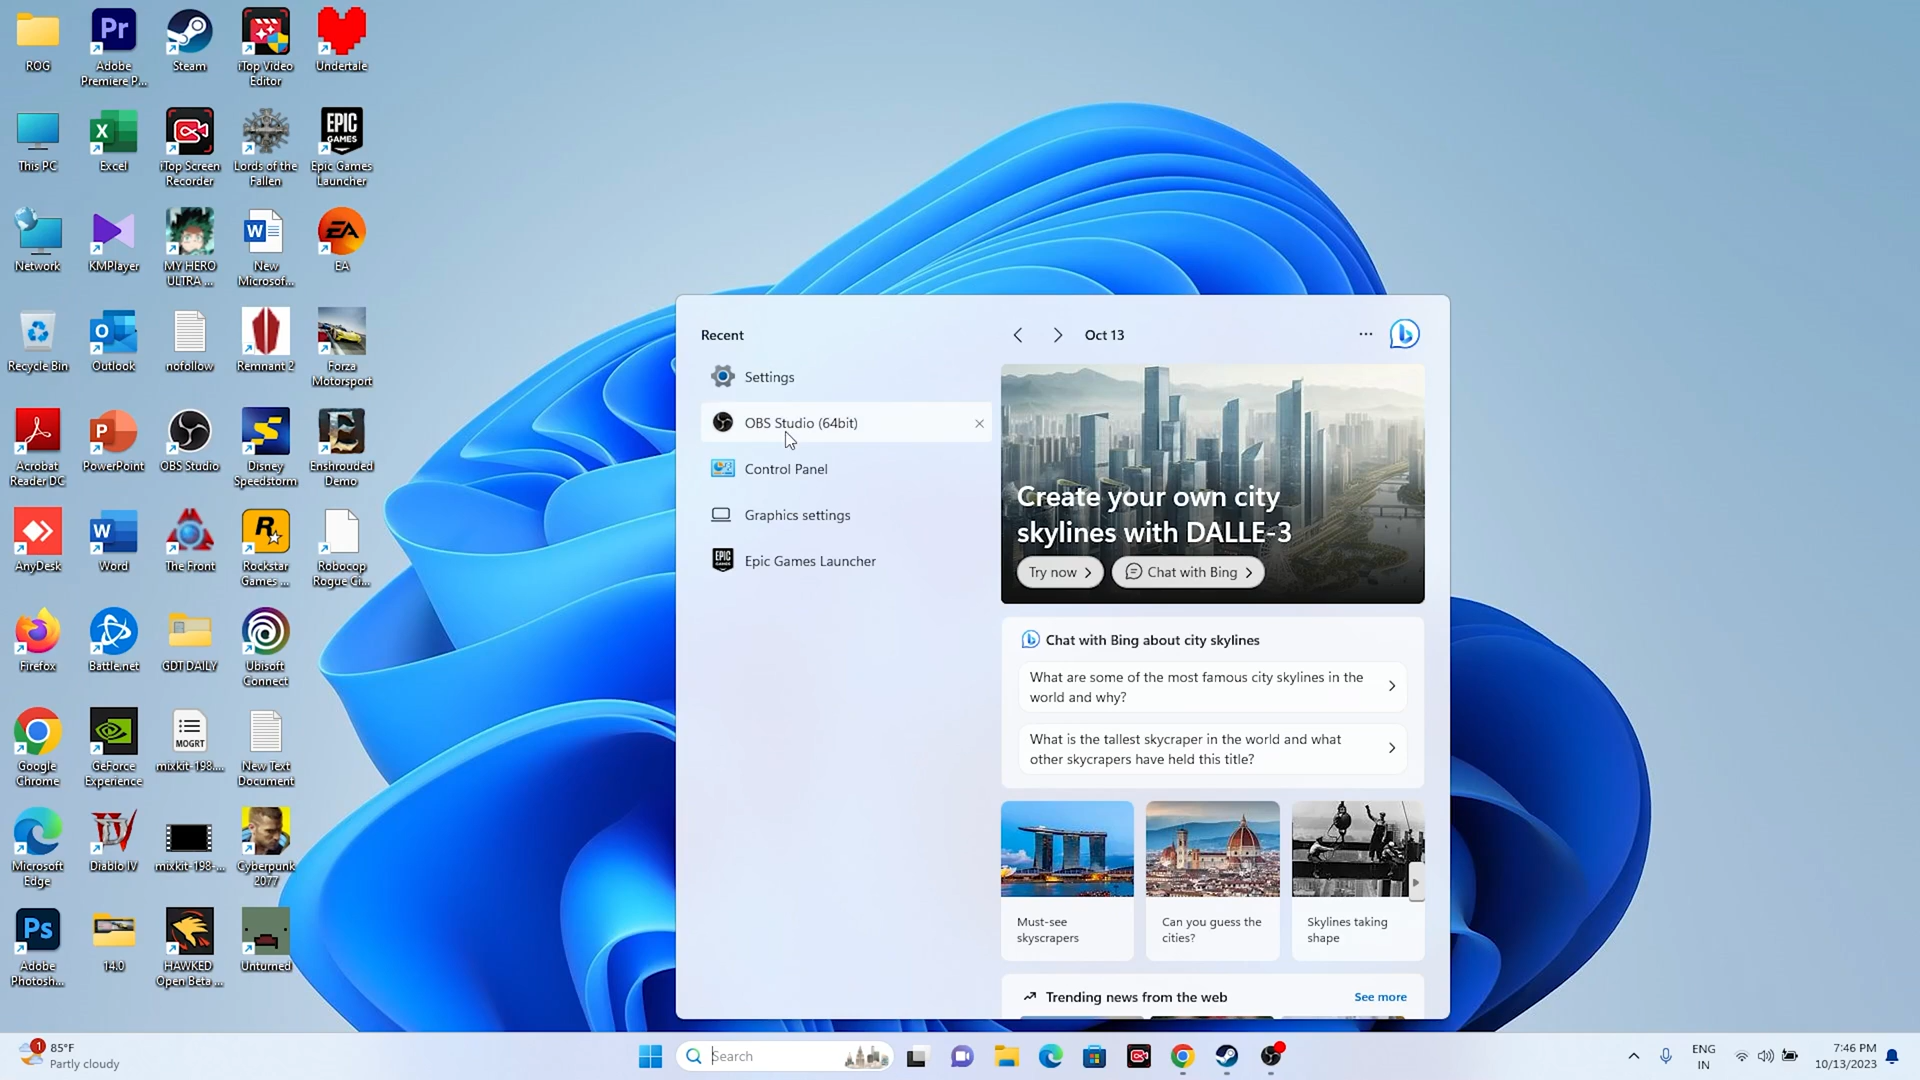 ROG
Adobe
Premiere P...
Steam
iTop Video
Editor
Undertale
This PC
Excel
iTop Screen
Recorder
Lords of the
Fallen
EPIC
GAMES
Epic Games
Launcher
Network
KMPlayer
MY HERO
ULTRA ...
New
Microsof...
EA
Recycle Bin
Outlook
nofollow
Remnant 2
Forza
Motorsport
Acrobat
Reader DC
PowerPoint
OBS Studio
Disney
Speedstorm
Enshrouded
Demo
AnyDesk
Word
The Front
Rockstar
Games ...
Robocop
Rogue Ci...
Firefox
Battle.net
GDT DAILY
Ubisoft
Connect
Google
Chrome
GeForce
Experience
MOGRT
mixkit-198....
New Text
Document
Microsoft
Edge
Diablo IV
mixkit-198-...
Cyberpunk
2077
Adobe
Photosh...
14.0
HAWKED
Open Beta ...
Unturned
Recent
Settings
OBS Studio (64bit)
Control Panel
Graphics settings
Epic Games Launcher
Oct 13
Create your own city
skylines with DALLE-3
Try now
Chat with Bing
Chat with Bing about city skylines
What are some of the most famous city skylines in the
world and why?
What is the tallest skycraper in the world and what
other skycrapers have held this title?
Must-see
skyscrapers
Can you guess the
cities?
Skylines taking
shape
Trending news from the web
See more
1
85°F
Partly cloudy
Search
ENG
IN
7:46 PM
10/13/2023